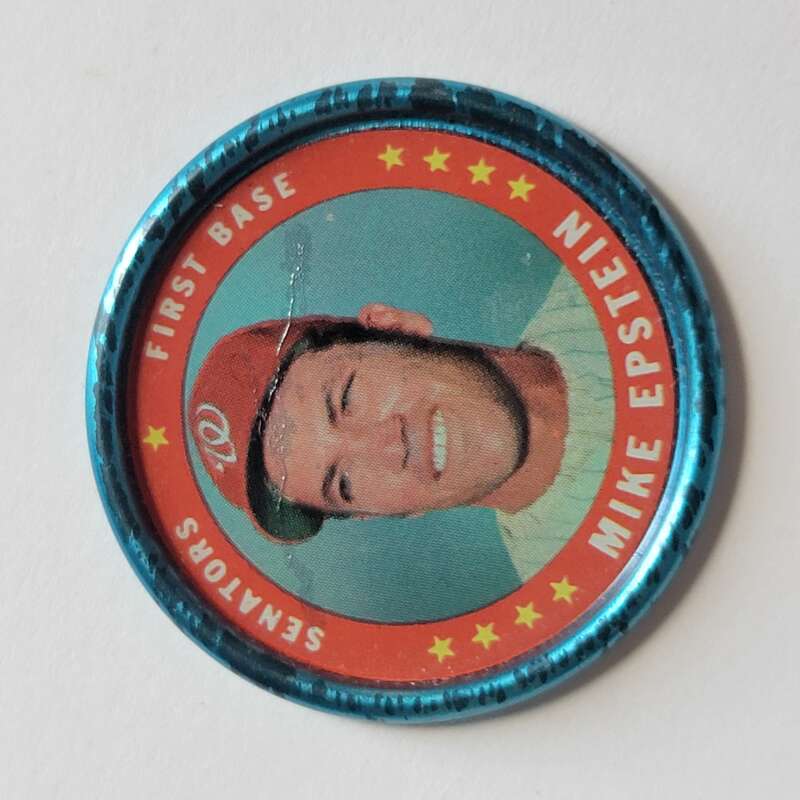 SENATORS
FIRST BASE
MIKE EPSTEIN
W